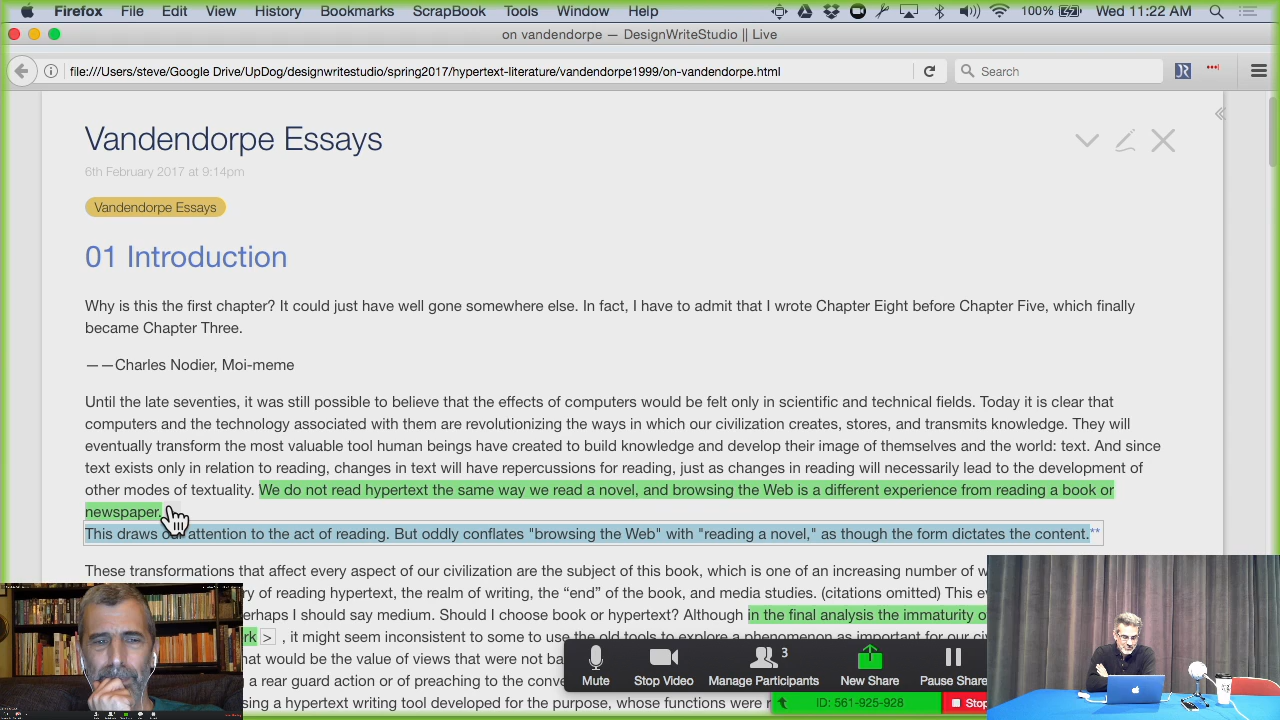 Firefox File Edit View History Bookmarks ScrapBook Tools Window Help 100% Wed 11:22 AM
on vandendorpe — DesignWriteStudio || Live
file:///Users/steve/Google Drive/UpDog/designwritestudio/spring2017/hypertext-literature/vandendorpe1999/on-vandendorpe.html Search
Vandendorpe Essays
6th February 2017 at 9:14pm
Vandendorpe Essays
01 Introduction
Why is this the first chapter? It could just have well gone somewhere else. In fact, I have to admit that I wrote Chapter Eight before Chapter Five, which finally
became Chapter Three.
——Charles Nodier, Moi-meme
Until the late seventies, it was still possible to believe that the effects of computers would be felt only in scientific and technical fields. Today it is clear that
computers and the technology associated with them are revolutionizing the ways in which our civilization creates, stores, and transmits knowledge. They will
eventually transform the most valuable tool human beings have created to build knowledge and develop their image of themselves and the world: text. And since
text exists only in relation to reading, changes in text will have repercussions for reading, just as changes in reading will necessarily lead to the development of
other modes of textuality. We do not read hypertext the same way we read a novel, and browsing the Web is a different experience from reading a book or
newspaper.
This draws our attention to the act of reading. But oddly conflates "browsing the Web" with "reading a novel," as though the form dictates the content.**
These transformations that affect every aspect of our civilization are the subject of this book, which is one of an increasing number of w
ry of reading hypertext, the realm of writing, the “end” of the book, and media studies. (citations omitted) This e
erhaps I should say medium. Should I choose book or hypertext? Although in the final analysis the immaturity o
rk > , it might seem inconsistent to some to use the old tools to explore a phenomenon as important for our ci
hat would be the value of views that were not ba
a rear guard action or of preaching to the conve
sing a hypertext writing tool developed for the purpose, whose functions were r
3
Mute Stop Video Manage Participants New Share Pause Share
ID: 561-925-928 Stop